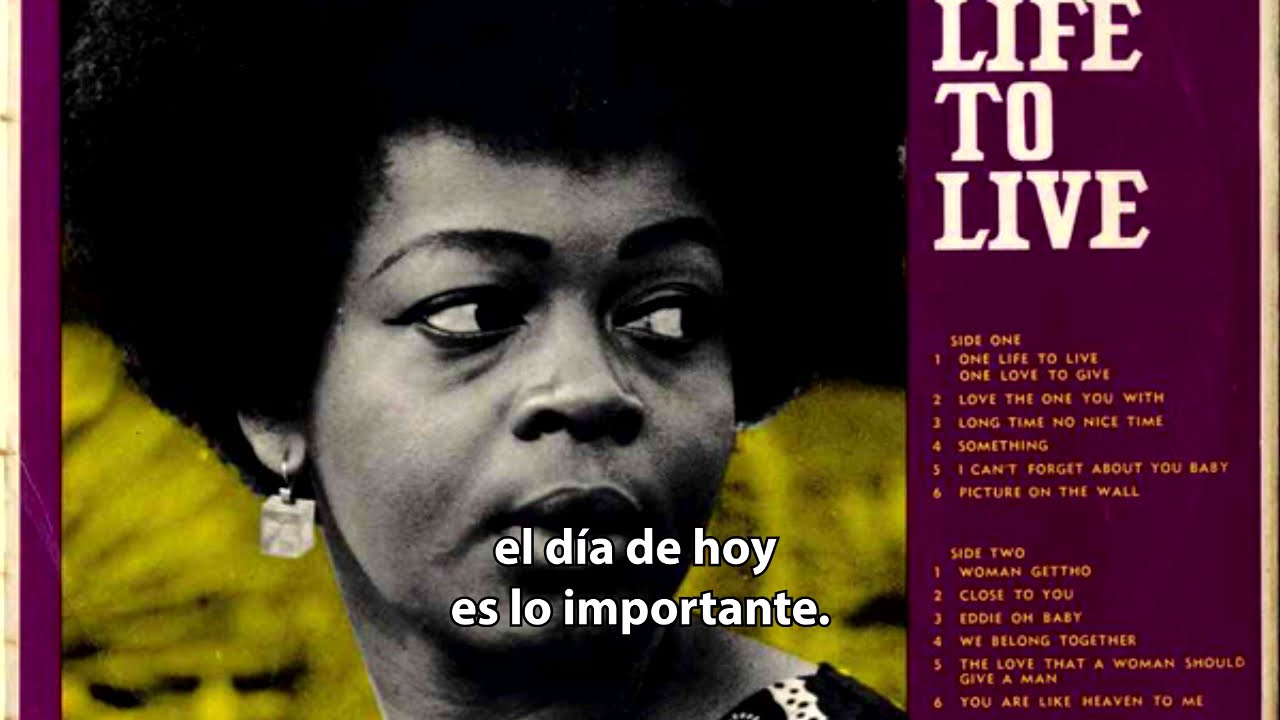 LIFE
TO
LIVE
SIDE ONE
1 ONE LIFE TO LIVE
ONE LOVE TO GIVE
2 LOVE THE ONE YOU WITH
3 LONG TIME NO NICE TIME
4 SOMETHING
5 I CAN'T FORGET ABOUT YOU BABY
6 PICTURE ON THE WALL
SIDE TWO
1 WOMAN GETTHO
2 CLOSE TO YOU
3 EDDIE OH BABY
4 WE BELONG TOGETHER
5 THE LOVE THAT A WOMAN SHOULD
GIVE A MAN
6 YOU ARE LIKE HEAVEN TO ME
el día de hoy
es lo importante.